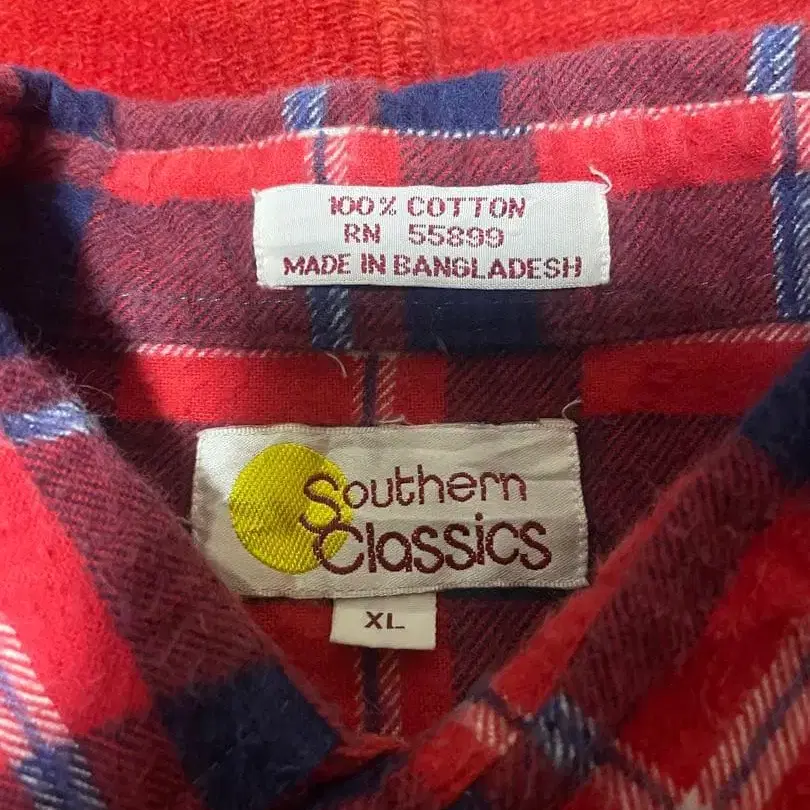 100% COTTON
RN 55899
MADE IN BANGLADESH
Southern
Classics
XL